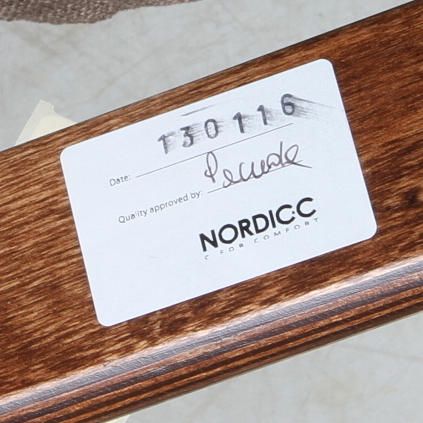 Date: 130116
Quality approved by:
NORDIC:C
C FOR COMFORT